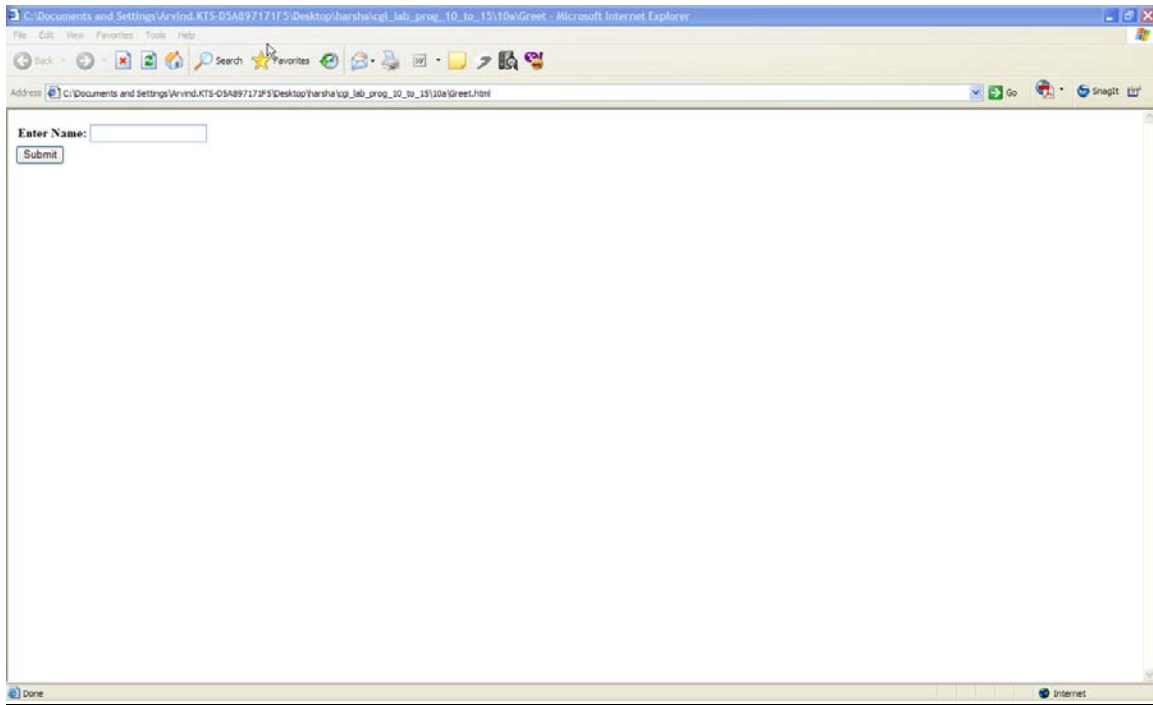 C:\Documents and Settings\Arvind.KTS-D5A897171F5\Desktop\harsha\cgi_lab_prog_10_to_15\10a\Greet - Microsoft Internet Explorer
File Edit View Favorites Tools Help
Back Search Favorites
Address C:\Documents and Settings\Arvind.KTS-D5A897171F5\Desktop\harsha\cgi_lab_prog_10_to_15\10a\Greet.html Go SnagIt
Enter Name:
Submit
Done Internet